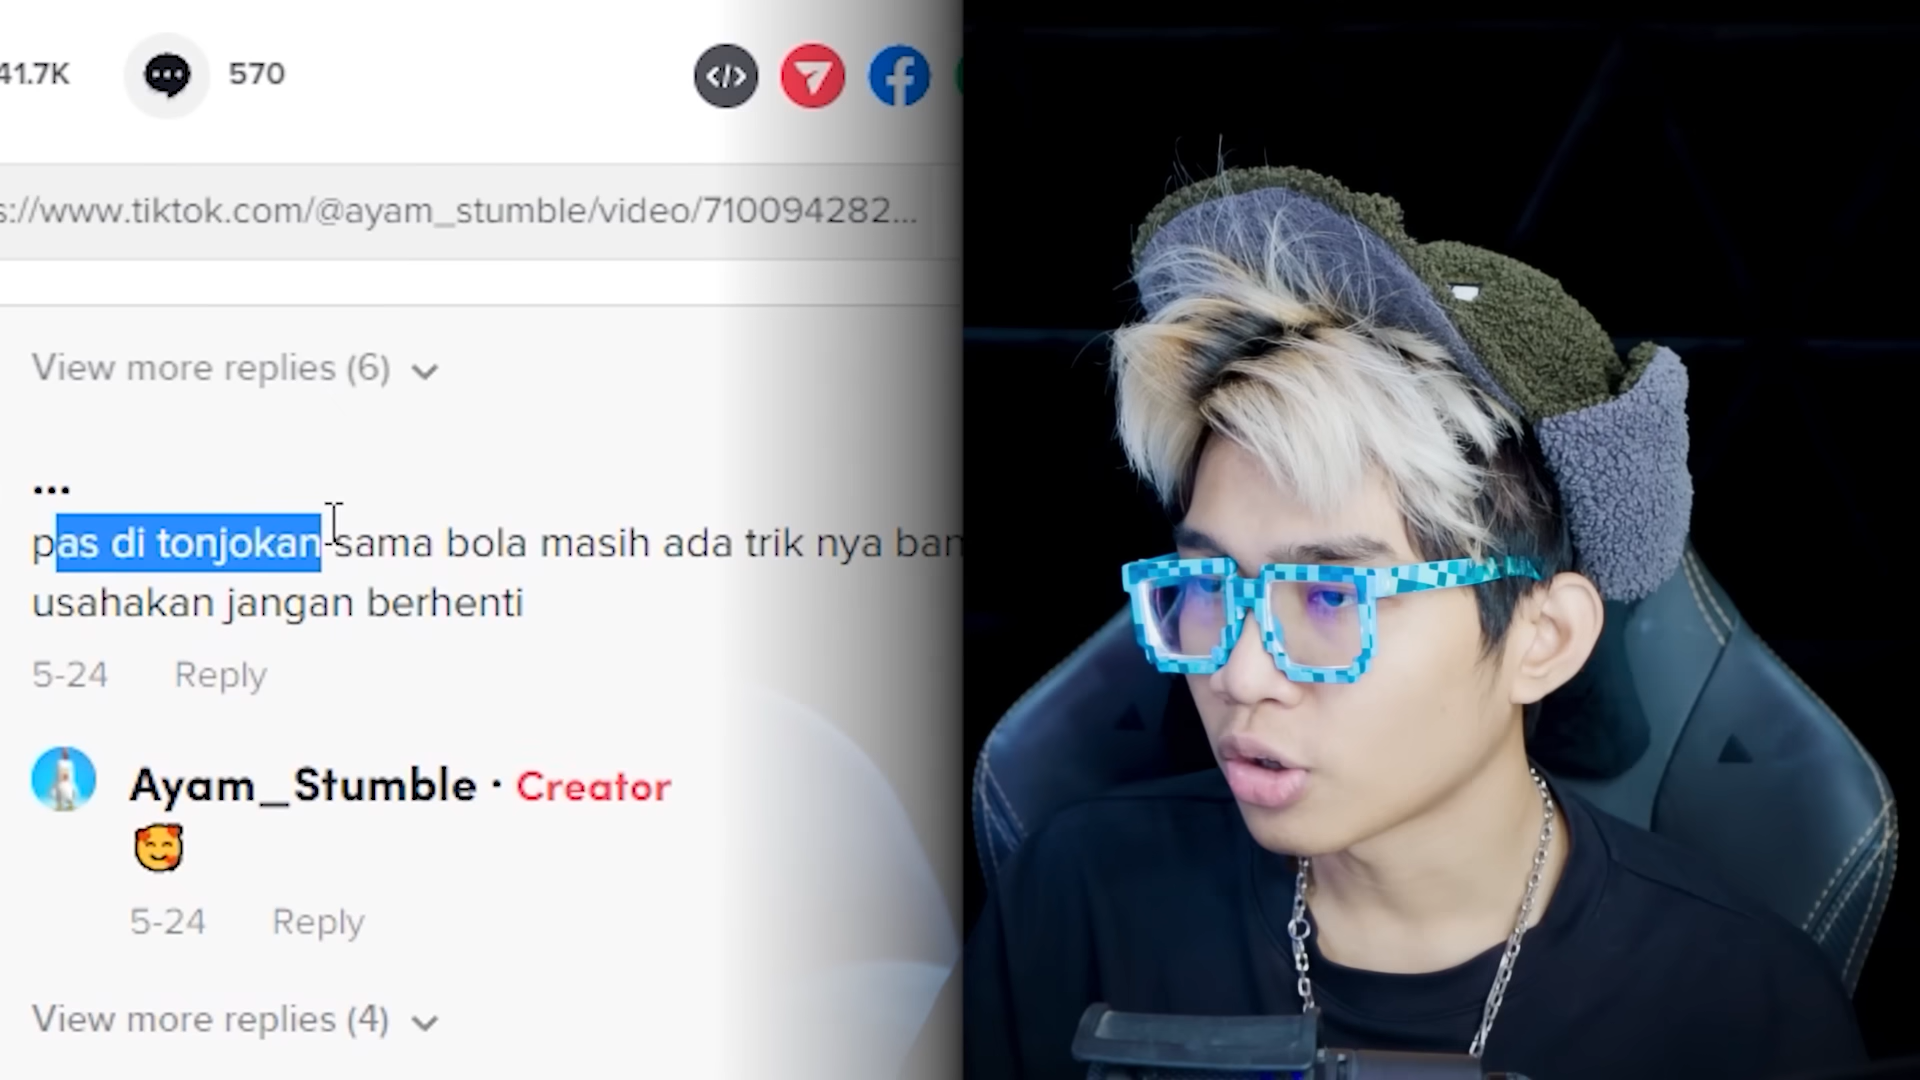 41.7K 570
s://www.tiktok.com/@ayam_stumble/video/710094282...
View more replies (6)
...
pas di tonjokan sama bola masih ada trik nya ban
usahakan jangan berhenti
5-24 Reply
Ayam_Stumble · Creator
🥰
5-24 Reply
View more replies (4)